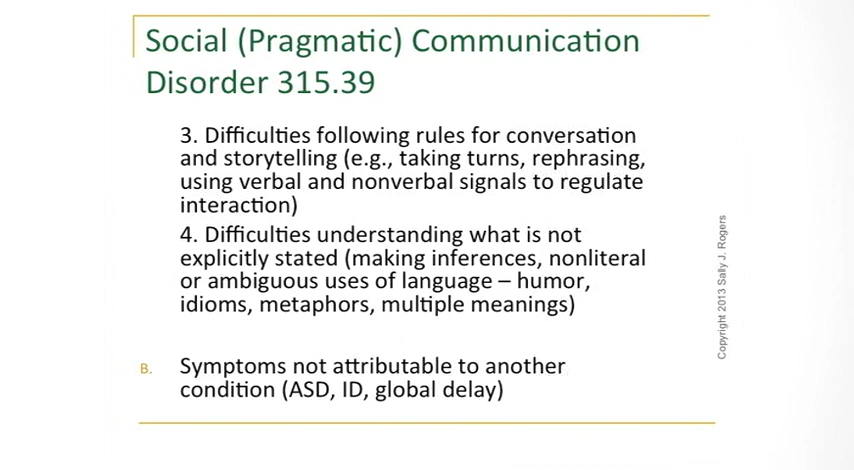 Social (Pragmatic) Communication
Disorder 315.39
3. Difficulties following rules for conversation
and storytelling (e.g., taking turns, rephrasing,
using verbal and nonverbal signals to regulate
interaction)
4. Difficulties understanding what is not
explicitly stated (making inferences, nonliteral
or ambiguous uses of language – humor,
idioms, metaphors, multiple meanings)
B. Symptoms not attributable to another
condition (ASD, ID, global delay)
Copyright 2013 Sally J. Rogers